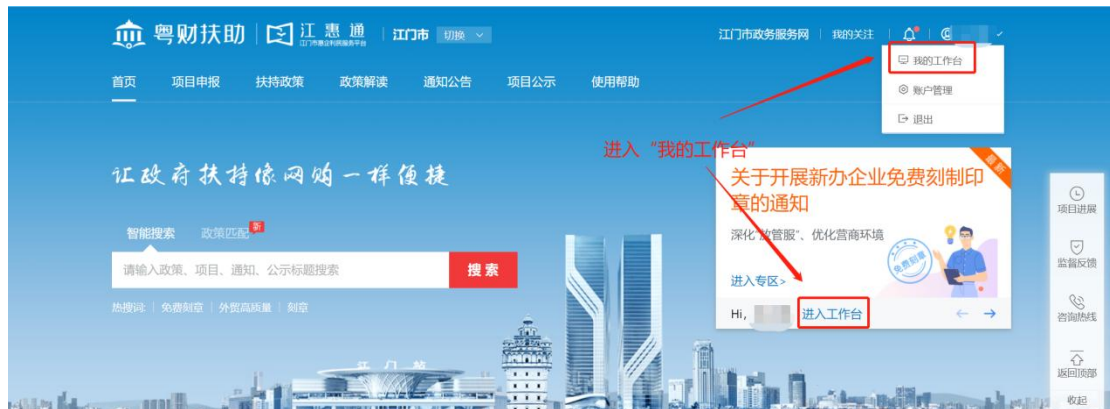 粤财扶助 江惠通 江门市惠企利民服务平台 江门市 切换
江门市政务服务网 我的关注
首页 项目申报 扶持政策 政策解读 通知公告 项目公示 使用帮助
我的工作台
账户管理
退出
进入“我的工作台”
让政府扶持像网购一样便捷
智能搜索 政策匹配 新
请输入政策、项目、通知、公示标题搜索 搜索
热搜词: 免费刻章 外贸高质量 刻章
最新
关于开展新办企业免费刻制印
章的通知
深化“放管服”、优化营商环境
免费刻章
进入专区>
Hi, 进入工作台
江门站
项目进展
监督反馈
咨询热线
返回顶部
收起